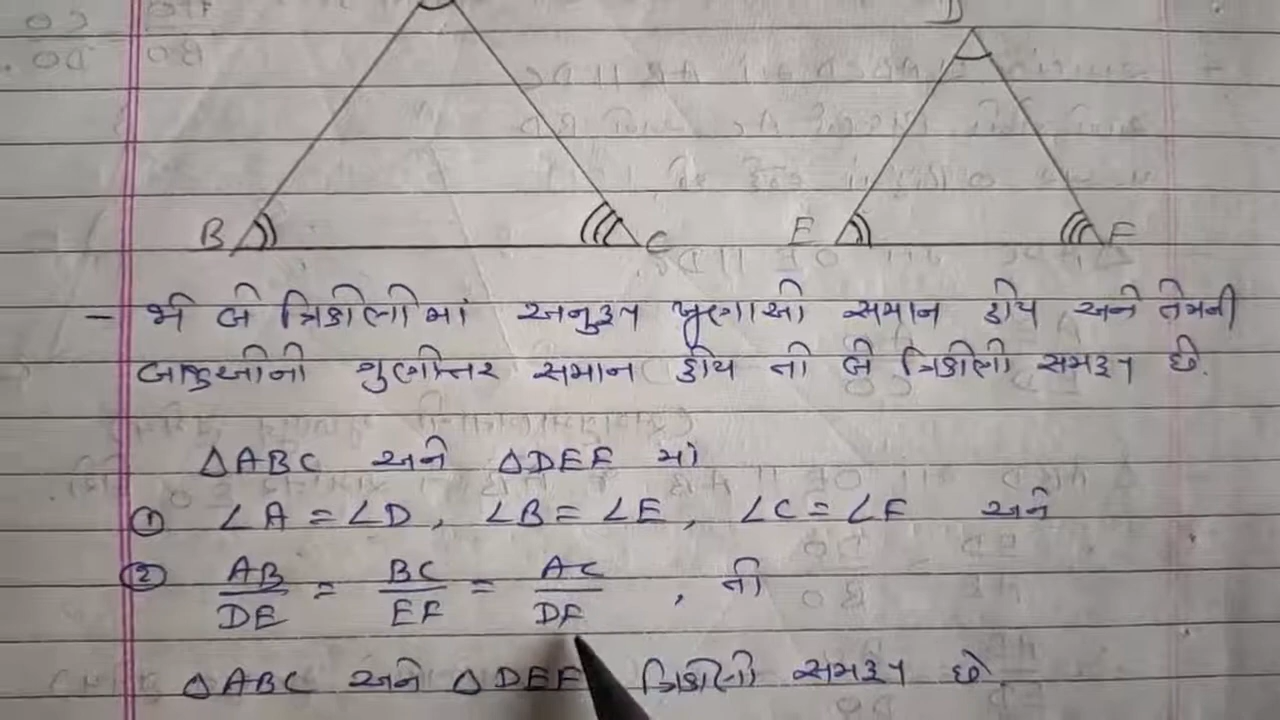 D
B C E F
- જો બે ત્રિકોણોમાં અનુરૂપ ખૂણાઓ સમાન હોય અને તેમની
બાજુઓનો ગુણોત્તર સમાન હોય તો બે ત્રિકોણો સમરૂપ છે.
△ABC અને △DEF માં
① ∠A = ∠D, ∠B = ∠E, ∠C = ∠F અને
② AB/DE = BC/EF = AC/DF , તો
△ABC અને △DEF ત્રિકોણો સમરૂપ છે